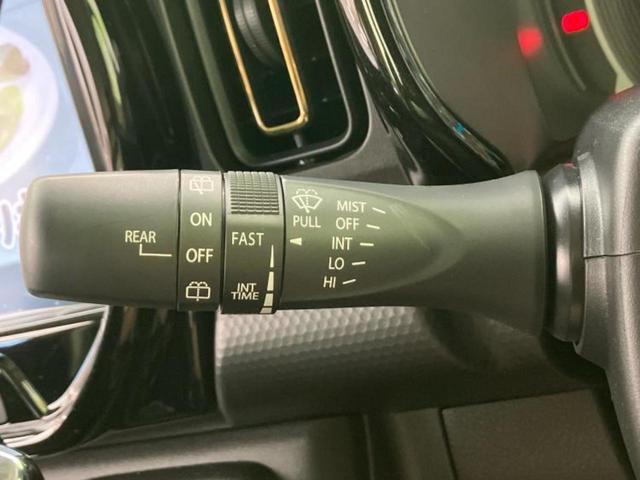 REAR
ON
OFF
FAST
INT
TIME
PULL
MIST
OFF
INT
LO
HI